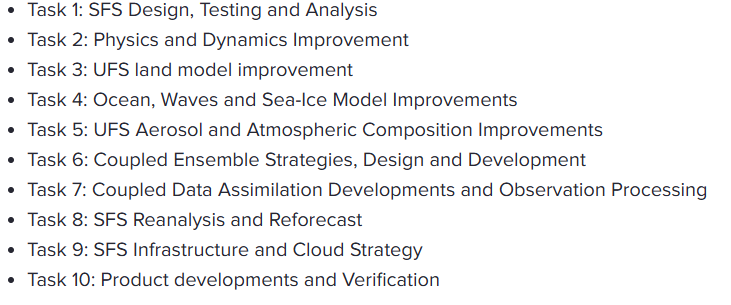 • Task 1: SFS Design, Testing and Analysis
• Task 2: Physics and Dynamics Improvement
• Task 3: UFS land model improvement
• Task 4: Ocean, Waves and Sea-Ice Model Improvements
• Task 5: UFS Aerosol and Atmospheric Composition Improvements
• Task 6: Coupled Ensemble Strategies, Design and Development
• Task 7: Coupled Data Assimilation Developments and Observation Processing
• Task 8: SFS Reanalysis and Reforecast
• Task 9: SFS Infrastructure and Cloud Strategy
• Task 10: Product developments and Verification